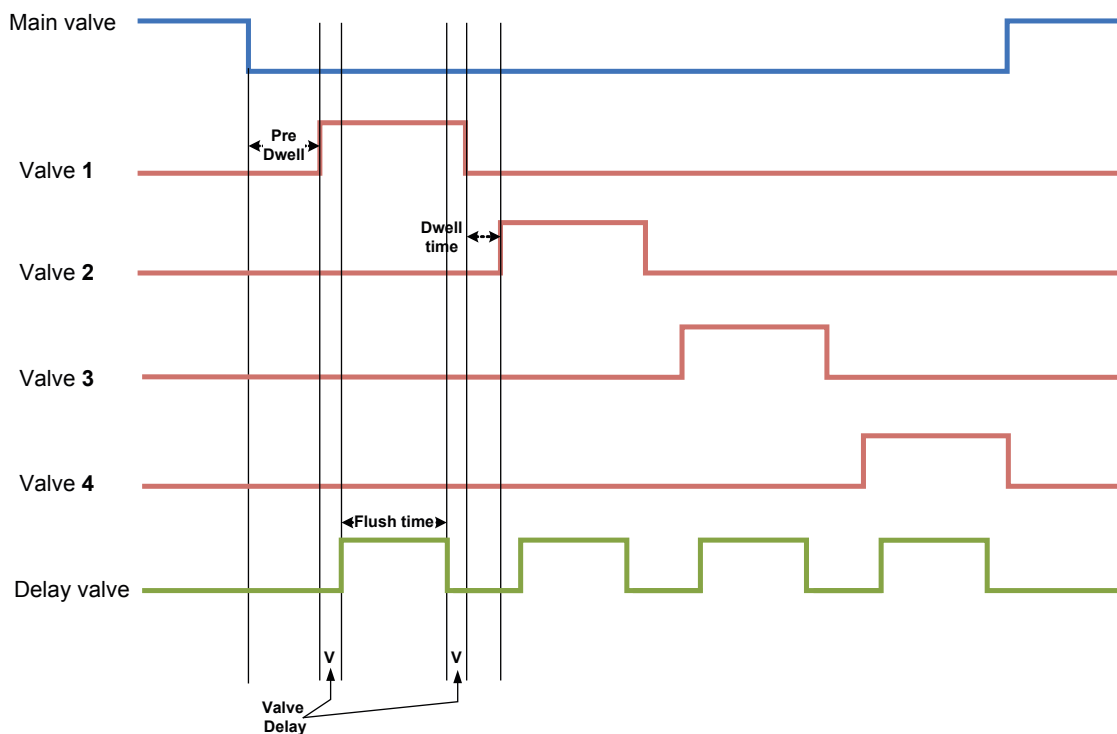 Main valve
Pre
Dwell
Valve 1
Dwell
time
Valve 2
Valve 3
Valve 4
Flush time
Delay valve
V
V
Valve
Delay